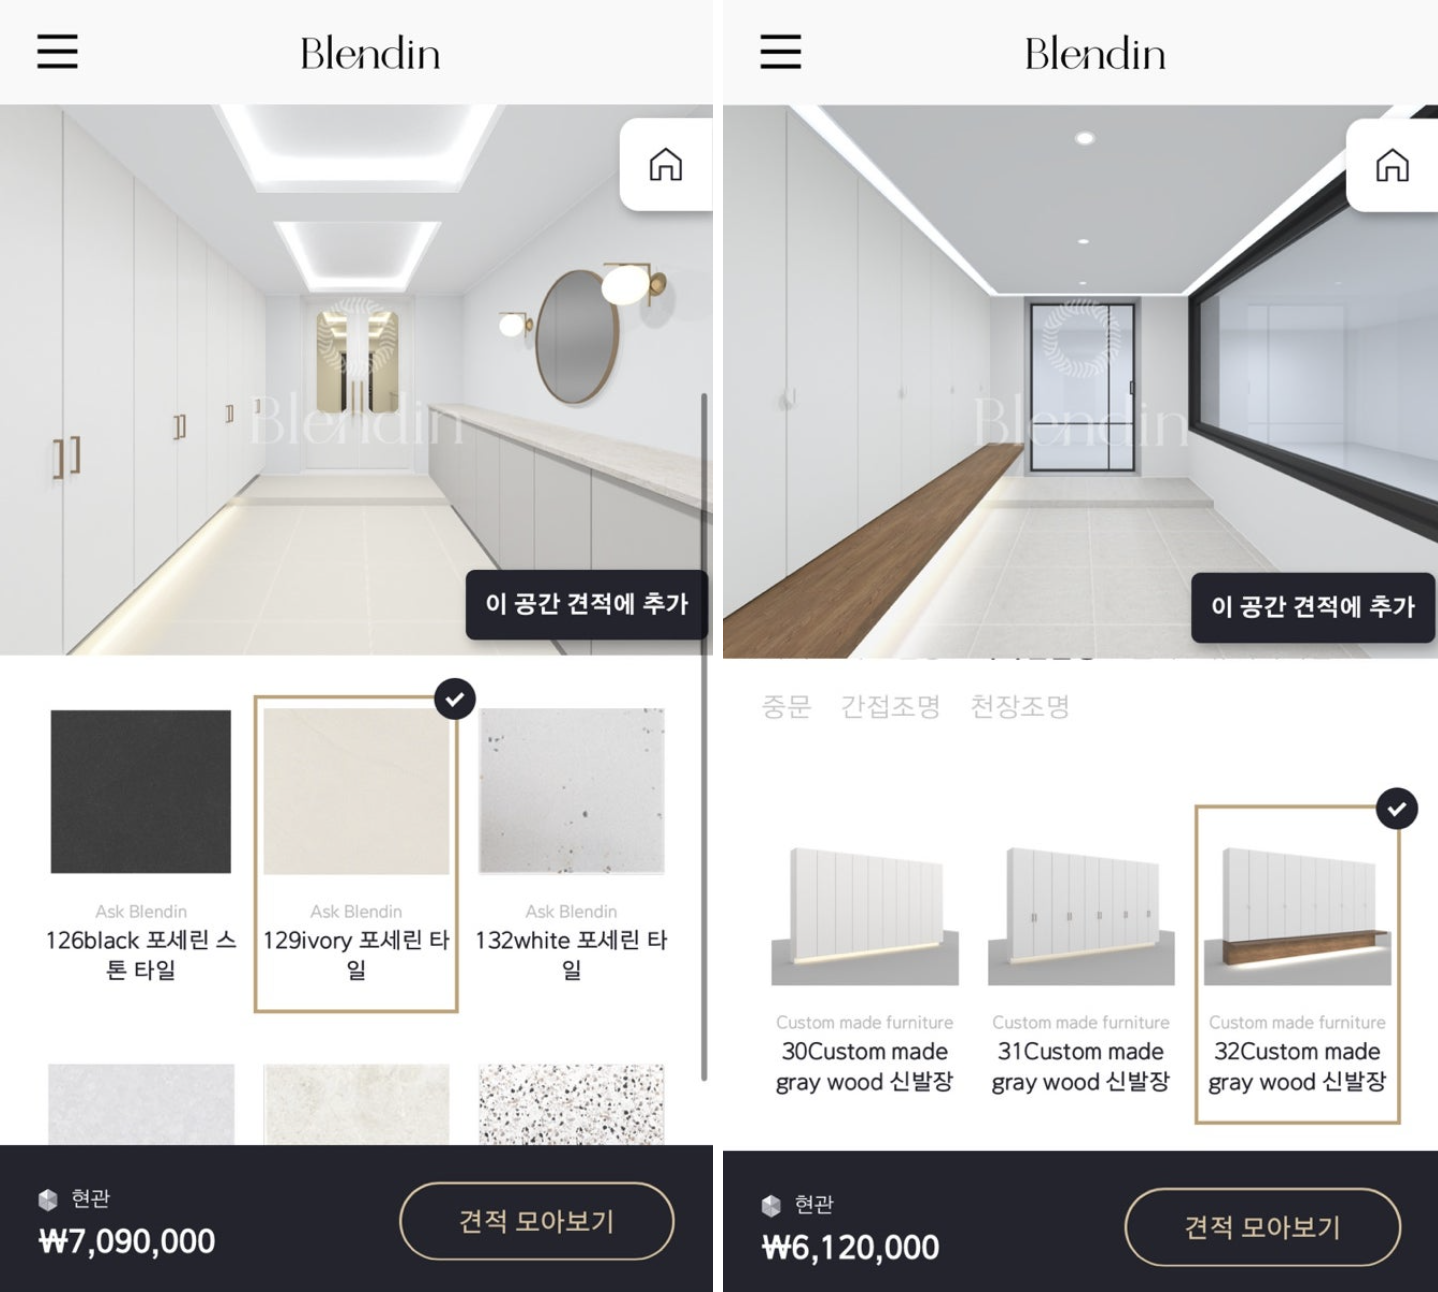 Blendin
Blendin
이 공간 견적에 추가
Ask Blendin
126black 포세린 스
톤 타일
Ask Blendin
129ivory 포세린 타
일
Ask Blendin
132white 포세린 타
일
현관
₩7,090,000
견적 모아보기
Blendin
Blendin
이 공간 견적에 추가
중문 간접조명 천장조명
Custom made furniture
30Custom made
gray wood 신발장
Custom made furniture
31Custom made
gray wood 신발장
Custom made furniture
32Custom made
gray wood 신발장
현관
₩6,120,000
견적 모아보기